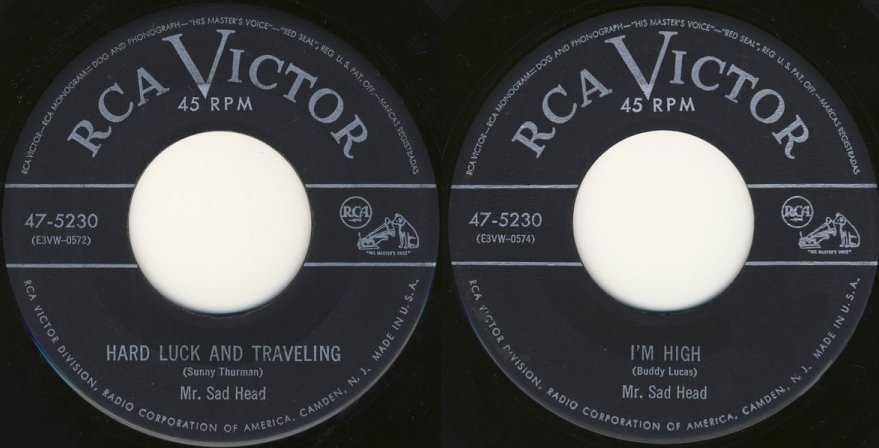 RCA VICTOR—RCA MONOGRAM—DOG AND PHONOGRAPH—"HIS MASTER'S VOICE"—"RED SEAL", REG. U. S. PAT. OFF.—MARCAS REGISTRADAS
RCA VICTOR
45 RPM
47-5230
(E3VW-0572)
RCA
"HIS MASTER'S VOICE"
HARD LUCK AND TRAVELING
(Sunny Thurman)
Mr. Sad Head
RCA VICTOR DIVISION, RADIO CORPORATION OF AMERICA, CAMDEN, N. J. MADE IN U. S. A.
RCA VICTOR—RCA MONOGRAM—DOG AND PHONOGRAPH—"HIS MASTER'S VOICE"—"RED SEAL", REG. U. S. PAT. OFF.—MARCAS REGISTRADAS
RCA VICTOR
45 RPM
47-5230
(E3VW-0574)
RCA
"HIS MASTER'S VOICE"
I'M HIGH
(Buddy Lucas)
Mr. Sad Head
RCA VICTOR DIVISION, RADIO CORPORATION OF AMERICA, CAMDEN, N. J. MADE IN U. S. A.